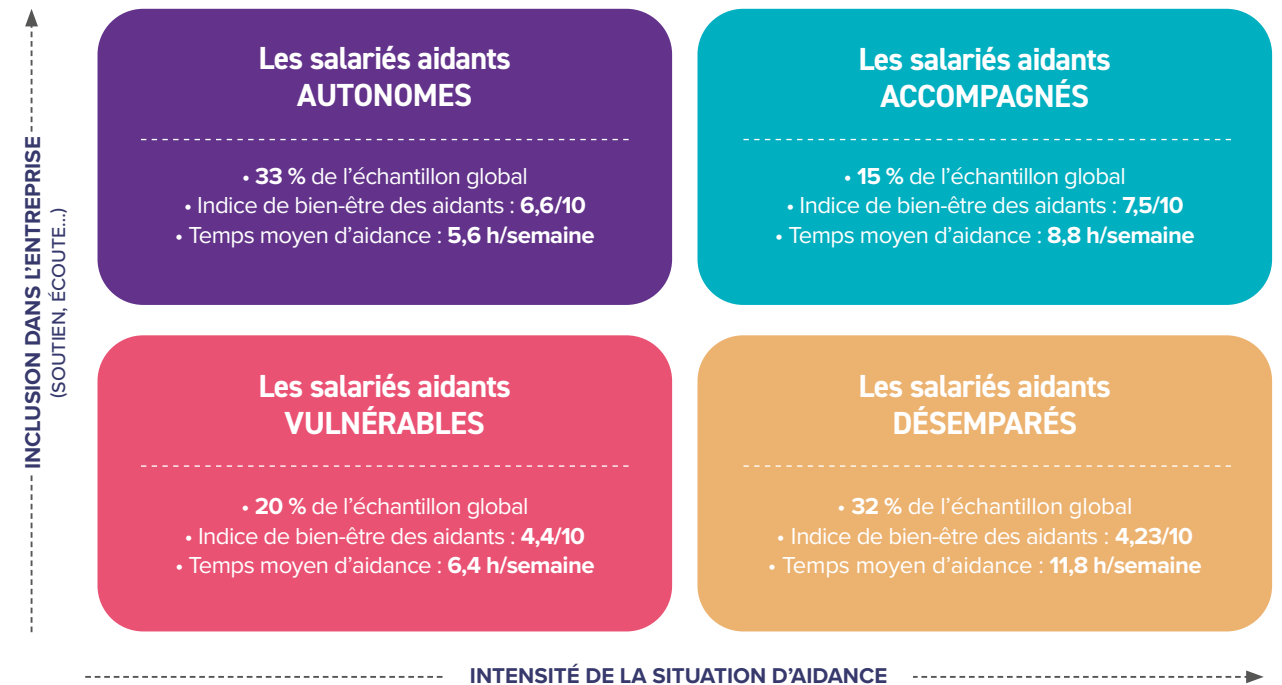 INCLUSION DANS L'ENTREPRISE
(SOUTIEN, ÉCOUTE...)
Les salariés aidants
AUTONOMES
• 33 % de l'échantillon global
• Indice de bien-être des aidants : 6,6/10
• Temps moyen d'aidance : 5,6 h/semaine
Les salariés aidants
ACCOMPAGNÉS
• 15 % de l'échantillon global
• Indice de bien-être des aidants : 7,5/10
• Temps moyen d'aidance : 8,8 h/semaine
Les salariés aidants
VULNÉRABLES
• 20 % de l'échantillon global
• Indice de bien-être des aidants : 4,4/10
• Temps moyen d'aidance : 6,4 h/semaine
Les salariés aidants
DÉSEMPARÉS
• 32 % de l'échantillon global
• Indice de bien-être des aidants : 4,23/10
• Temps moyen d'aidance : 11,8 h/semaine
INTENSITÉ DE LA SITUATION D'AIDANCE